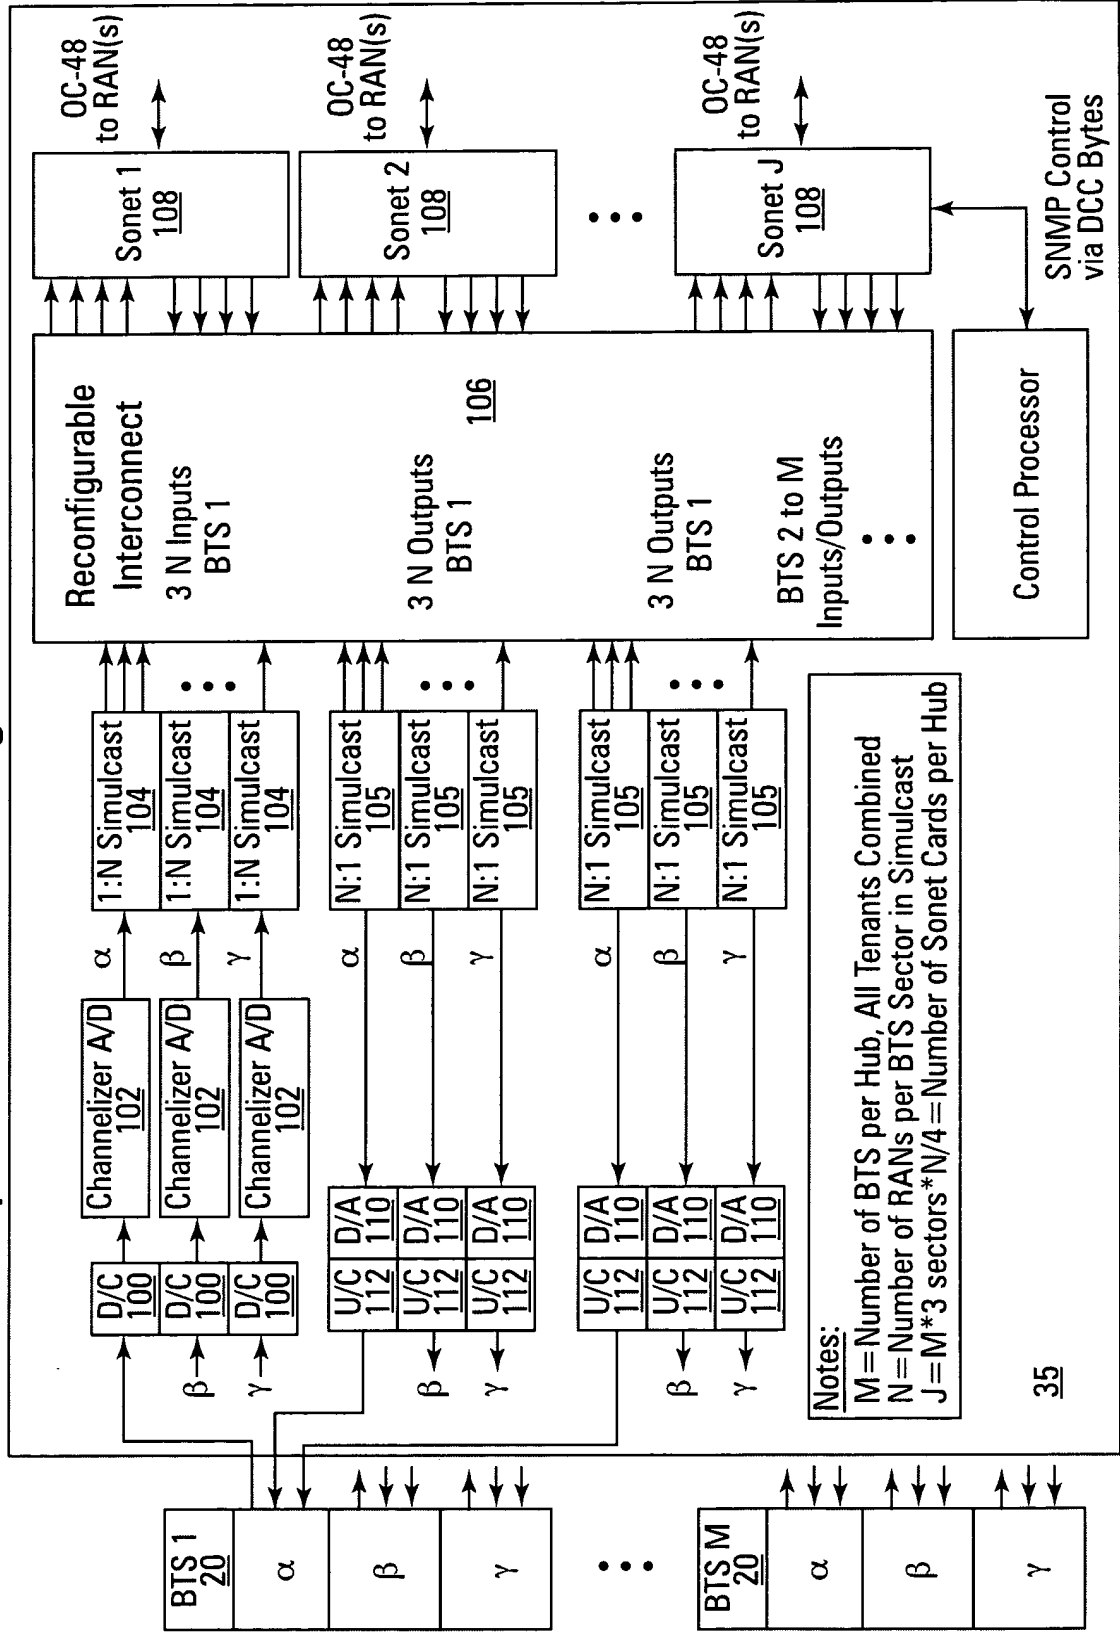 BTS 1
20
α
β
γ
BTS M
20
α
β
γ
β
γ
D/C
100
D/C
100
D/C
100
Channelizer A/D
102
Channelizer A/D
102
Channelizer A/D
102
α
β
γ
1:N Simulcast
104
1:N Simulcast
104
1:N Simulcast
104
β
γ
U/C
112
U/C
112
U/C
112
D/A
110
D/A
110
D/A
110
α
β
γ
N:1 Simulcast
105
N:1 Simulcast
105
N:1 Simulcast
105
β
γ
U/C
112
U/C
112
U/C
112
D/A
110
D/A
110
D/A
110
α
β
γ
N:1 Simulcast
105
N:1 Simulcast
105
N:1 Simulcast
105
Reconfigurable
Interconnect
3 N Inputs
BTS 1
106
3 N Outputs
BTS 1
3 N Outputs
BTS 1
BTS 2 to M
Inputs/Outputs
Sonet 1
108
OC-48
to RAN(s)
Sonet 2
108
OC-48
to RAN(s)
Sonet J
108
OC-48
to RAN(s)
Control Processor
SNMP Control
via DCC Bytes
Notes:
M=Number of BTS per Hub, All Tenants Combined
N=Number of RANs per BTS Sector in Simulcast
J=M*3 sectors*N/4=Number of Sonet Cards per Hub
35